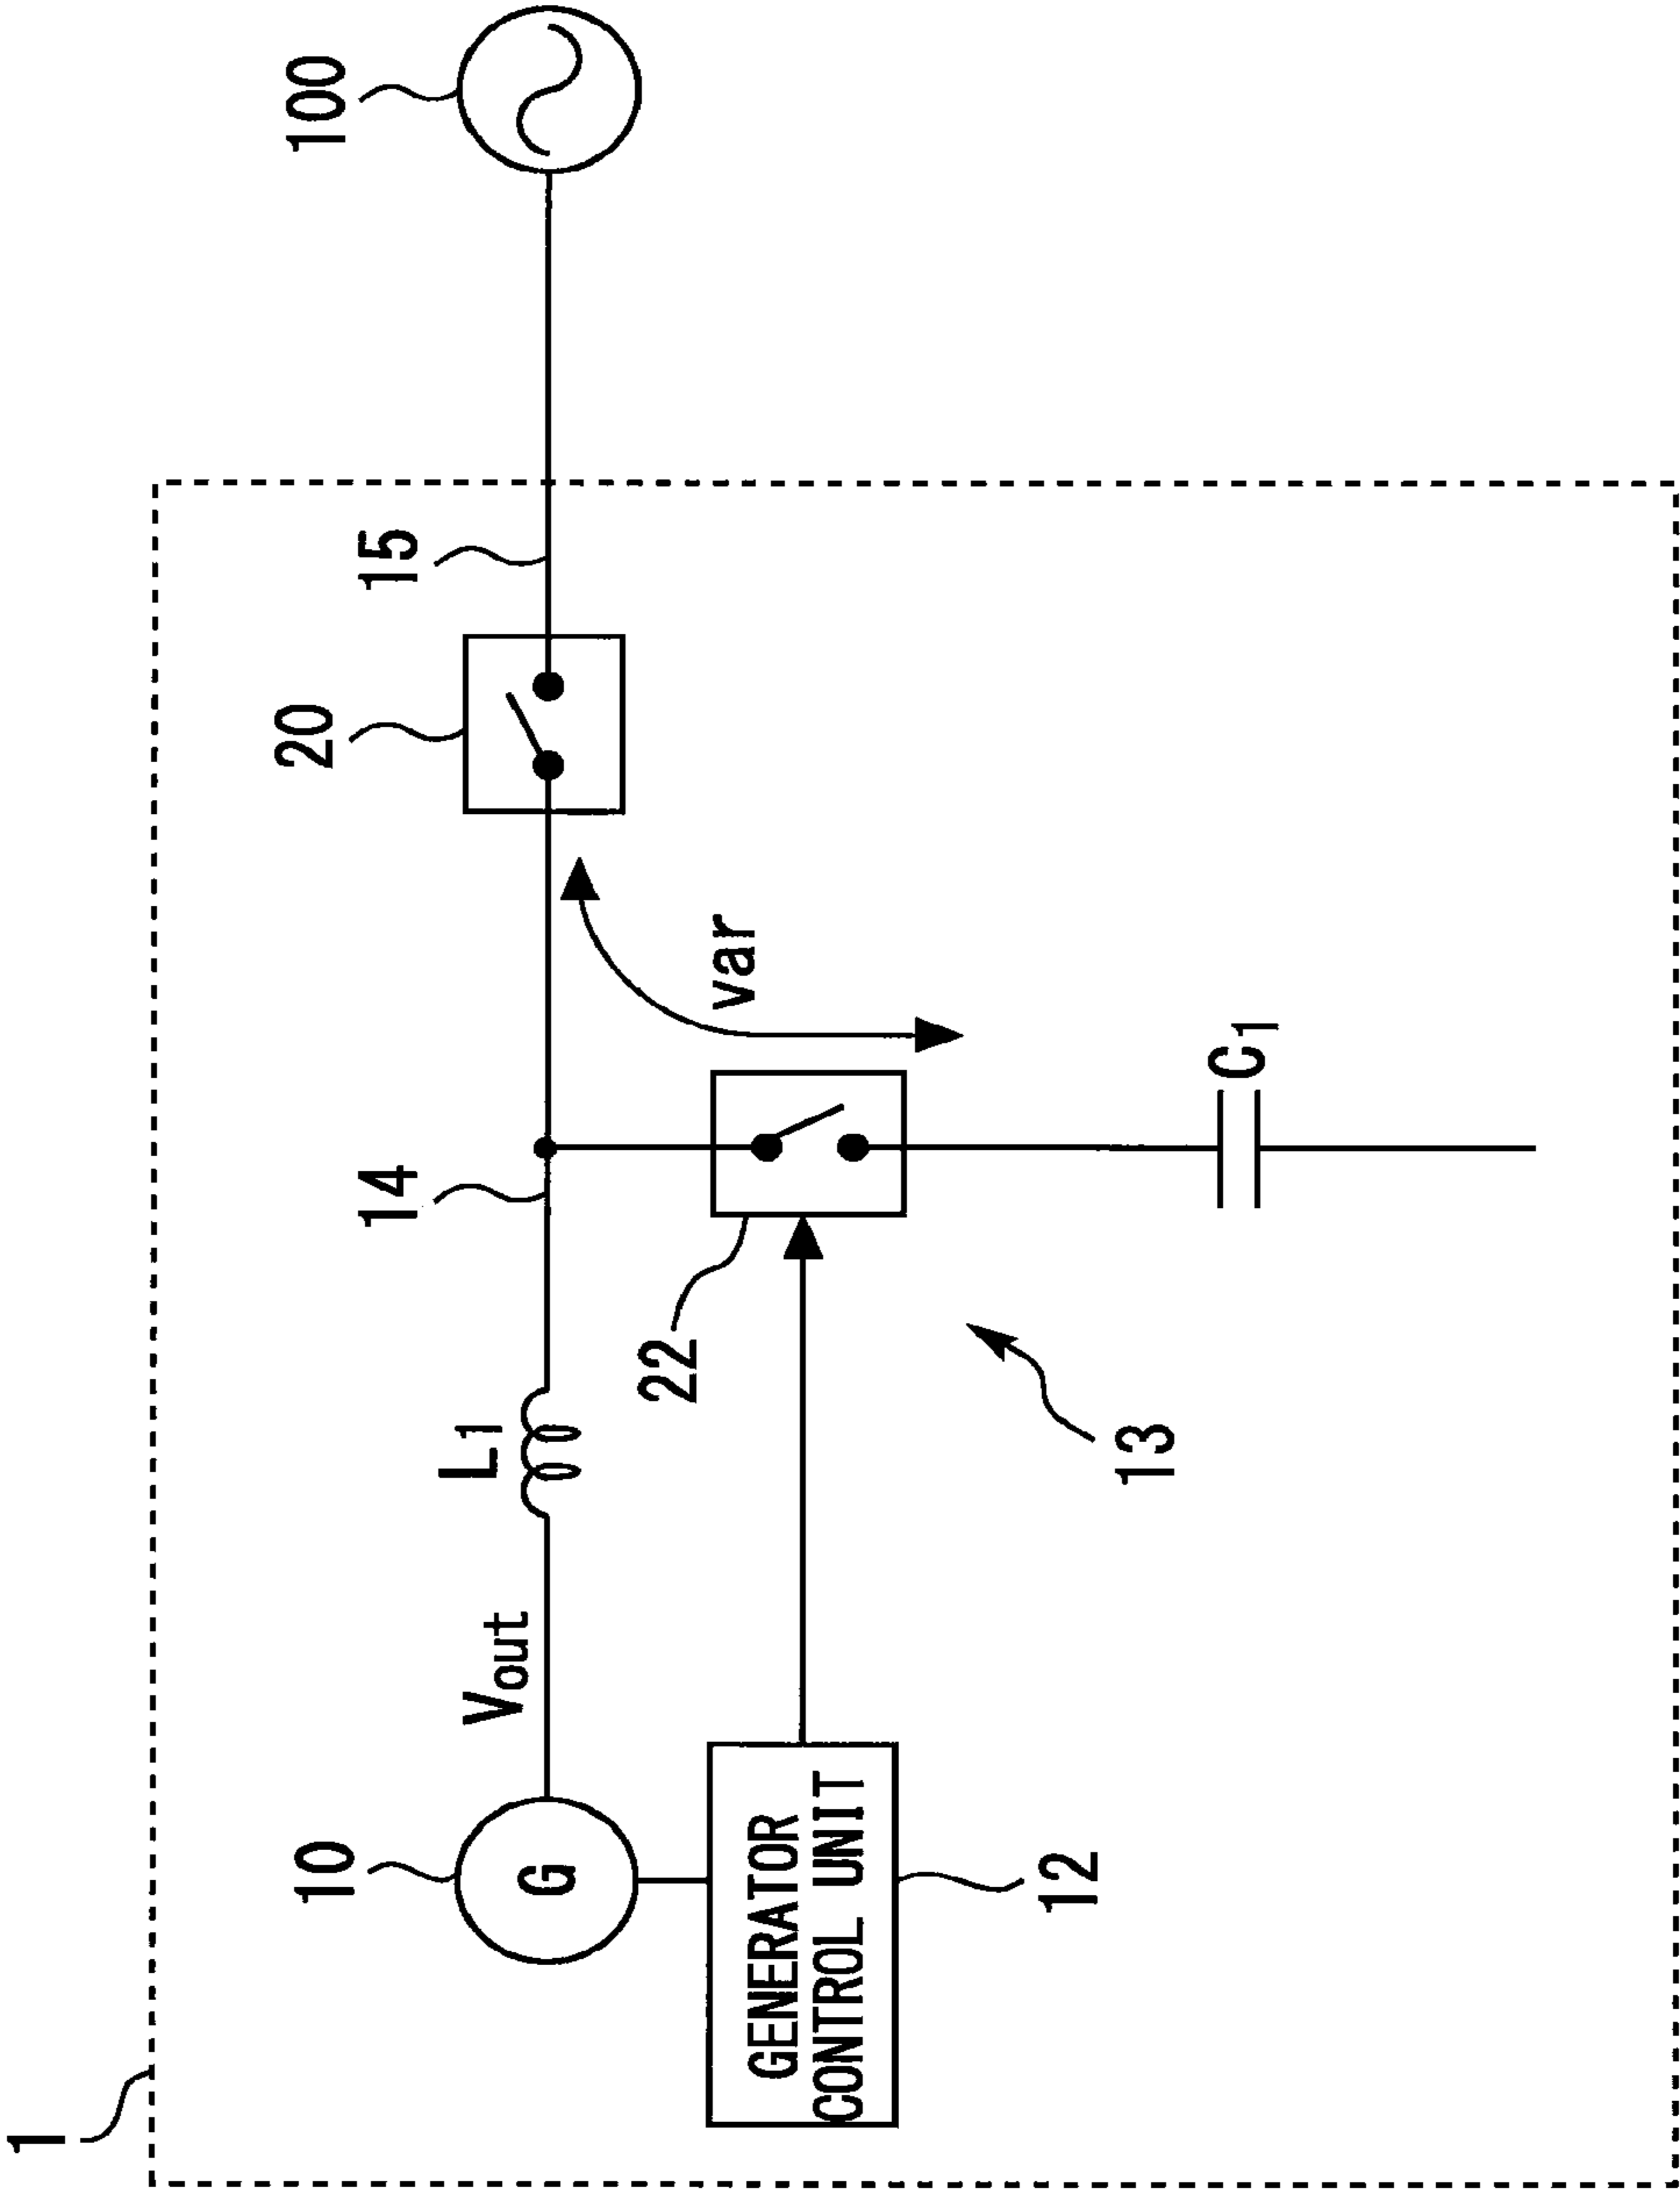 1
10
G
Vout
L1
14
20
15
100
GENERATOR
CONTROL UNIT
12
22
var
13
C1